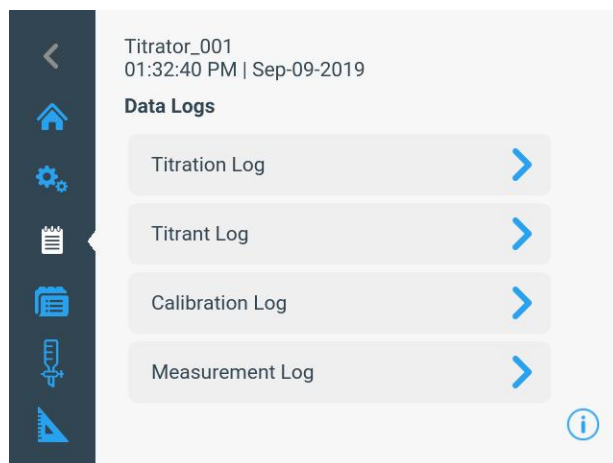 Titrator_001
01:32:40 PM | Sep-09-2019
Data Logs
Titration Log
Titrant Log
Calibration Log
Measurement Log